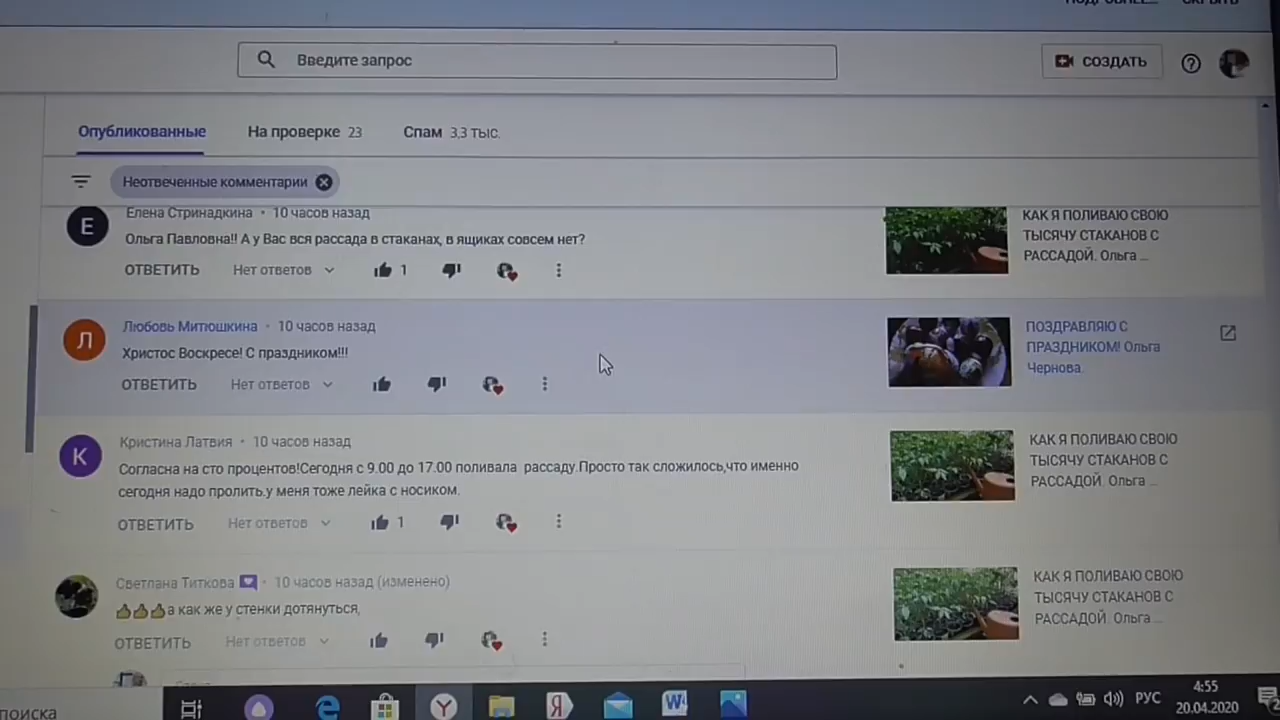 ПОДРОБНЕЕ... СКРЫТЬ
Введите запрос
СОЗДАТЬ
Опубликованные На проверке 23 Спам 3,3 тыс.
Неотвеченные комментарии
Елена Стринадкина • 10 часов назад
Ольга Павловна!! А у Вас вся рассада в стаканах, в ящиках совсем нет?
ОТВЕТИТЬ Нет ответов 1
КАК Я ПОЛИВАЮ СВОЮ
ТЫСЯЧУ СТАКАНОВ С
РАССАДОЙ. Ольга ...
Е
Любовь Митюшкина • 10 часов назад
Христос Воскресе! С праздником!!!
ОТВЕТИТЬ Нет ответов
ПОЗДРАВЛЯЮ С
ПРАЗДНИКОМ! Ольга
Чернова.
Л
Кристина Латвия • 10 часов назад
Согласна на сто процентов!Сегодня с 9.00 до 17.00 поливала рассаду.Просто так сложилось,что именно
сегодня надо пролить.у меня тоже лейка с носиком.
ОТВЕТИТЬ Нет ответов 1
КАК Я ПОЛИВАЮ СВОЮ
ТЫСЯЧУ СТАКАНОВ С
РАССАДОЙ. Ольга ...
К
Светлана Титкова • 10 часов назад (изменено)
👍👍👍а как же у стенки дотянуться,
ОТВЕТИТЬ Нет ответов
КАК Я ПОЛИВАЮ СВОЮ
ТЫСЯЧУ СТАКАНОВ С
РАССАДОЙ. Ольга ...
поиска
РУС
4:55
20.04.2020